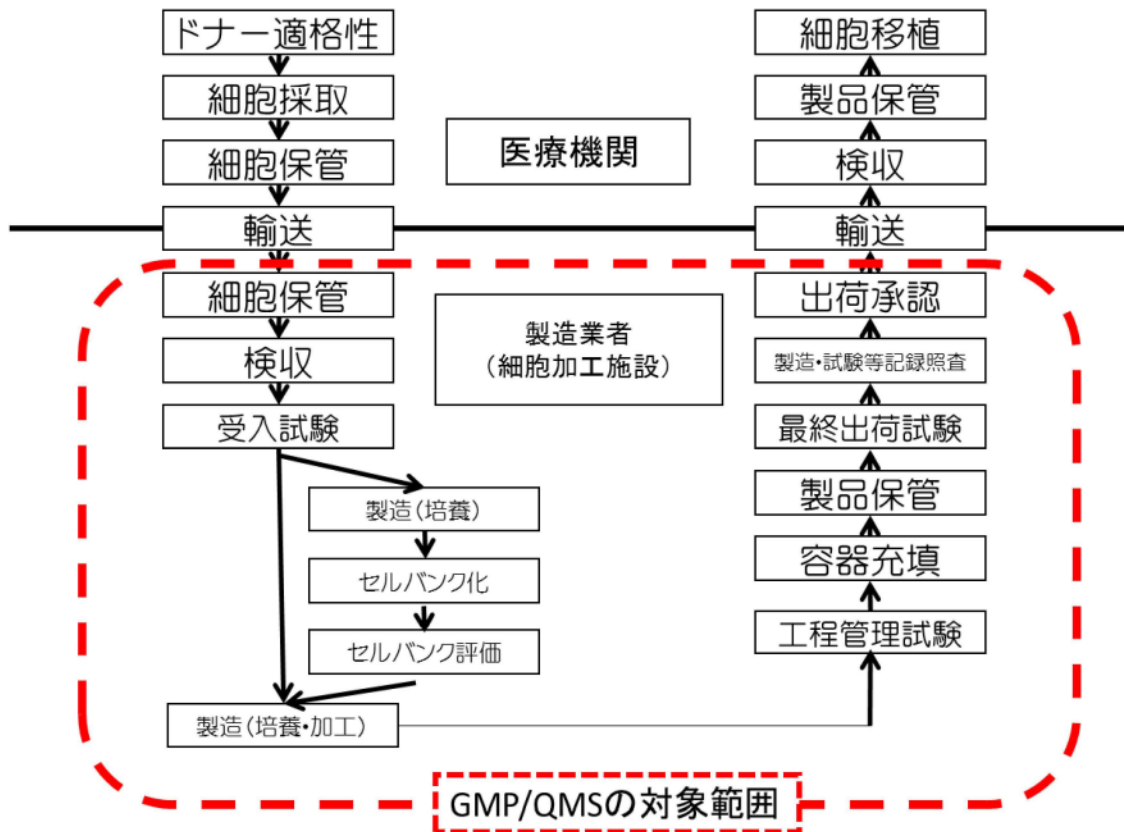 ドナー適格性
細胞採取
細胞保管
輸送
細胞保管
検収
受入試験
製造(培養)
セルバンク化
セルバンク評価
製造(培養・加工)
医療機関
製造業者
(細胞加工施設)
細胞移植
製品保管
検収
輸送
出荷承認
製造・試験等記録照査
最終出荷試験
製品保管
容器充填
工程管理試験
GMP/QMSの対象範囲